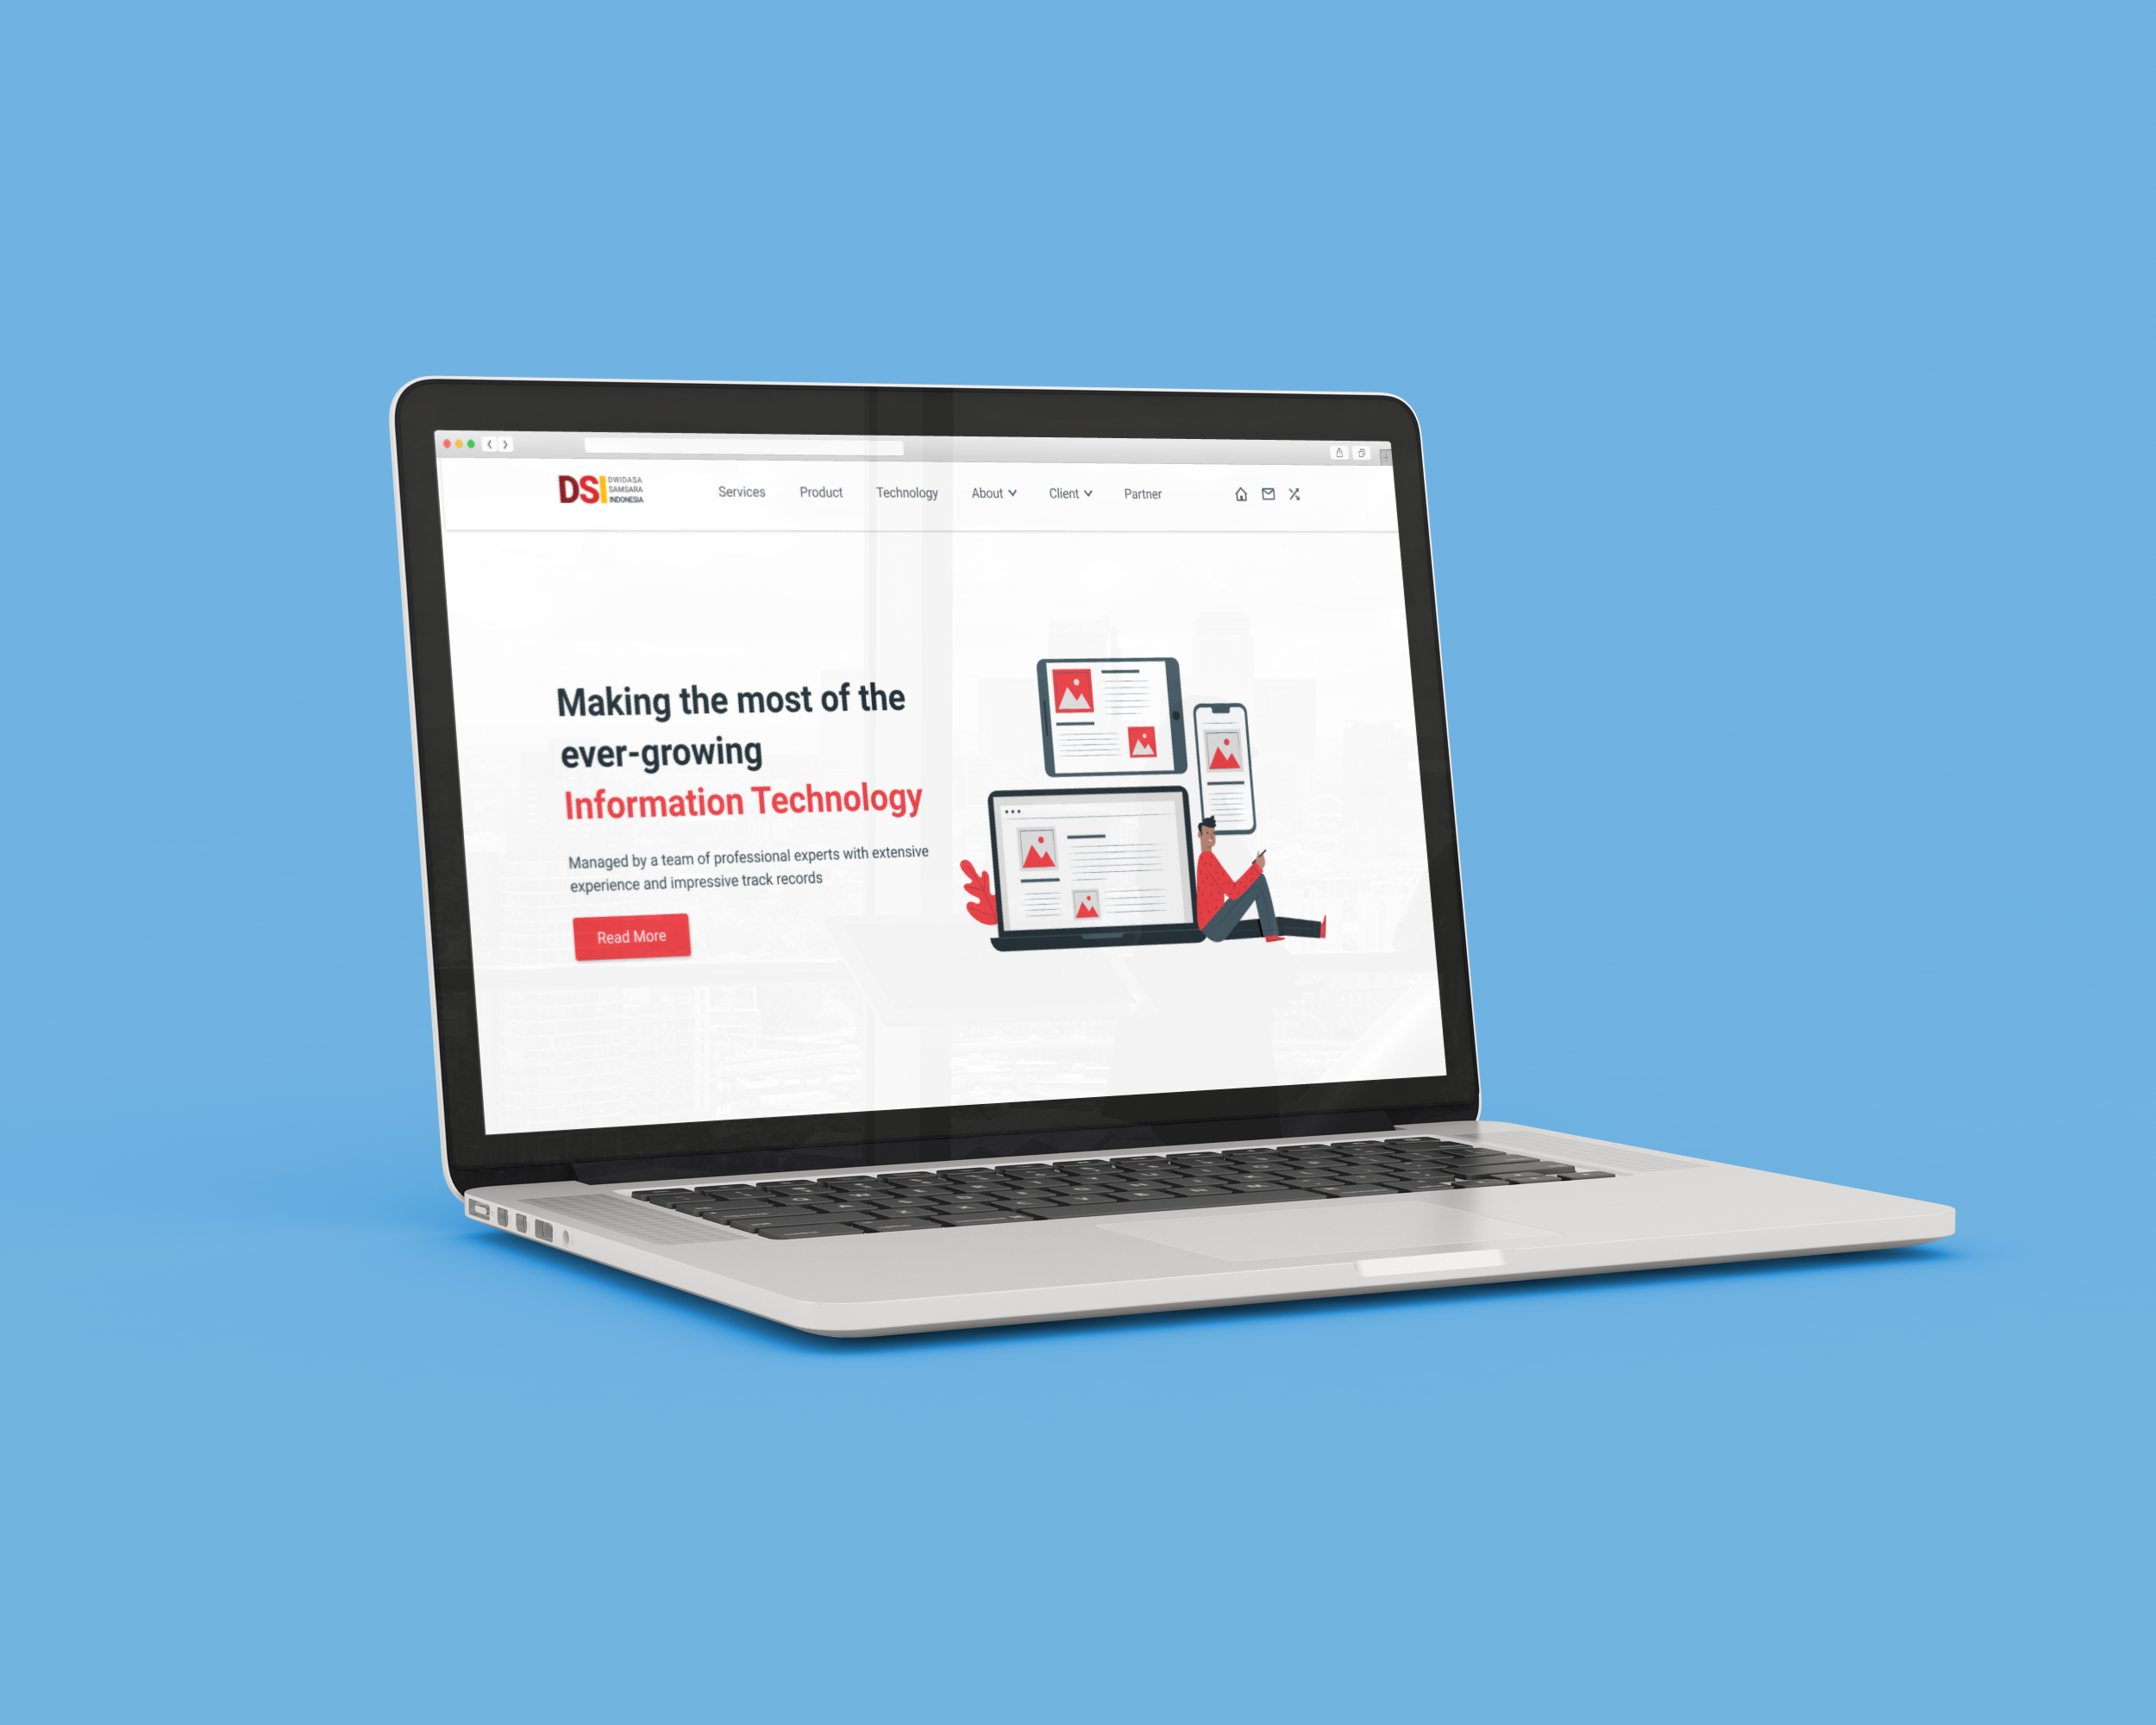 DSI
DWIDASA
SAMSARA
INDONESIA
Services
Product
Technology
About
Client
Partner
Making the most of the
ever-growing
Information Technology
Managed by a team of professional experts with extensive
experience and impressive track records
Read More